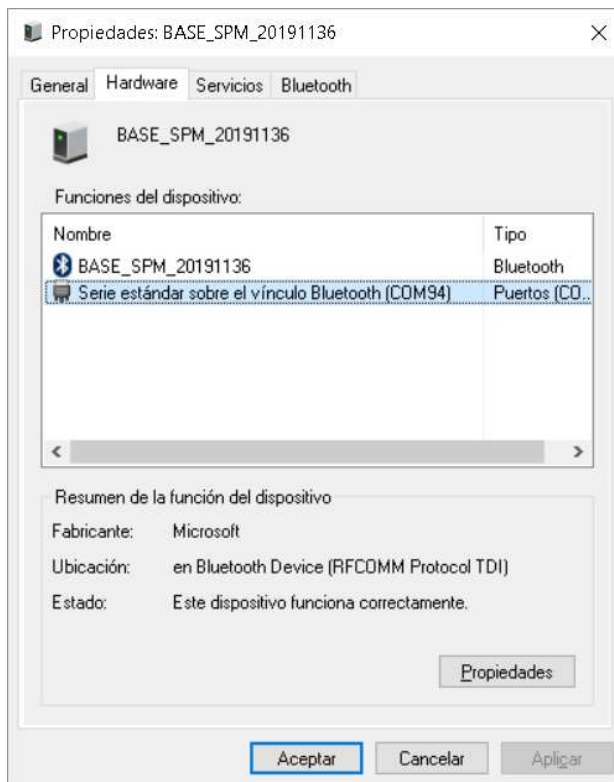 Propiedades: BASE_SPM_20191136
General Hardware Servicios Bluetooth
BASE_SPM_20191136
Funciones del dispositivo:
Nombre Tipo
BASE_SPM_20191136 Bluetooth
Serie estándar sobre el vínculo Bluetooth (COM94) Puertos (CO...
Resumen de la función del dispositivo
Fabricante: Microsoft
Ubicación: en Bluetooth Device (RFCOMM Protocol TDI)
Estado: Este dispositivo funciona correctamente.
Propiedades
Aceptar Cancelar Aplicar